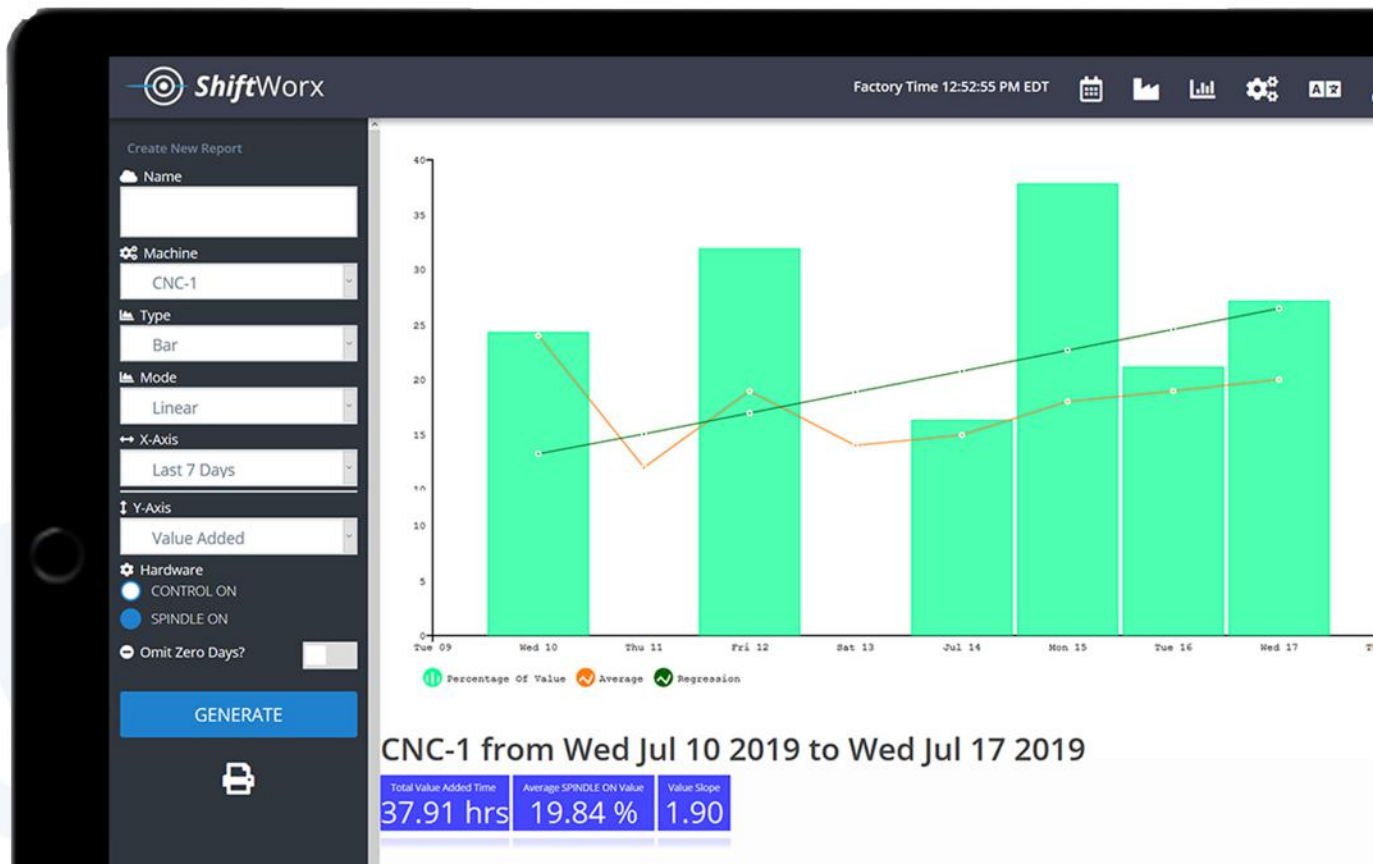 ShiftWorx
Factory Time 12:52:55 PM EDT
Create New Report
Name
Machine
CNC-1
Type
Bar
Mode
Linear
X-Axis
Last 7 Days
Y-Axis
Value Added
Hardware
CONTROL ON
SPINDLE ON
Omit Zero Days?
GENERATE
40
35
30
25
20
15
10
10
5
0
Tue 09 Wed 10 Thu 11 Fri 12 Sat 13 Jul 14 Mon 15 Tue 16 Wed 17
Percentage Of Value Average Regression
CNC-1 from Wed Jul 10 2019 to Wed Jul 17 2019
Total Value Added Time Average SPINDLE ON Value Value Slope
37.91 hrs 19.84 % 1.90